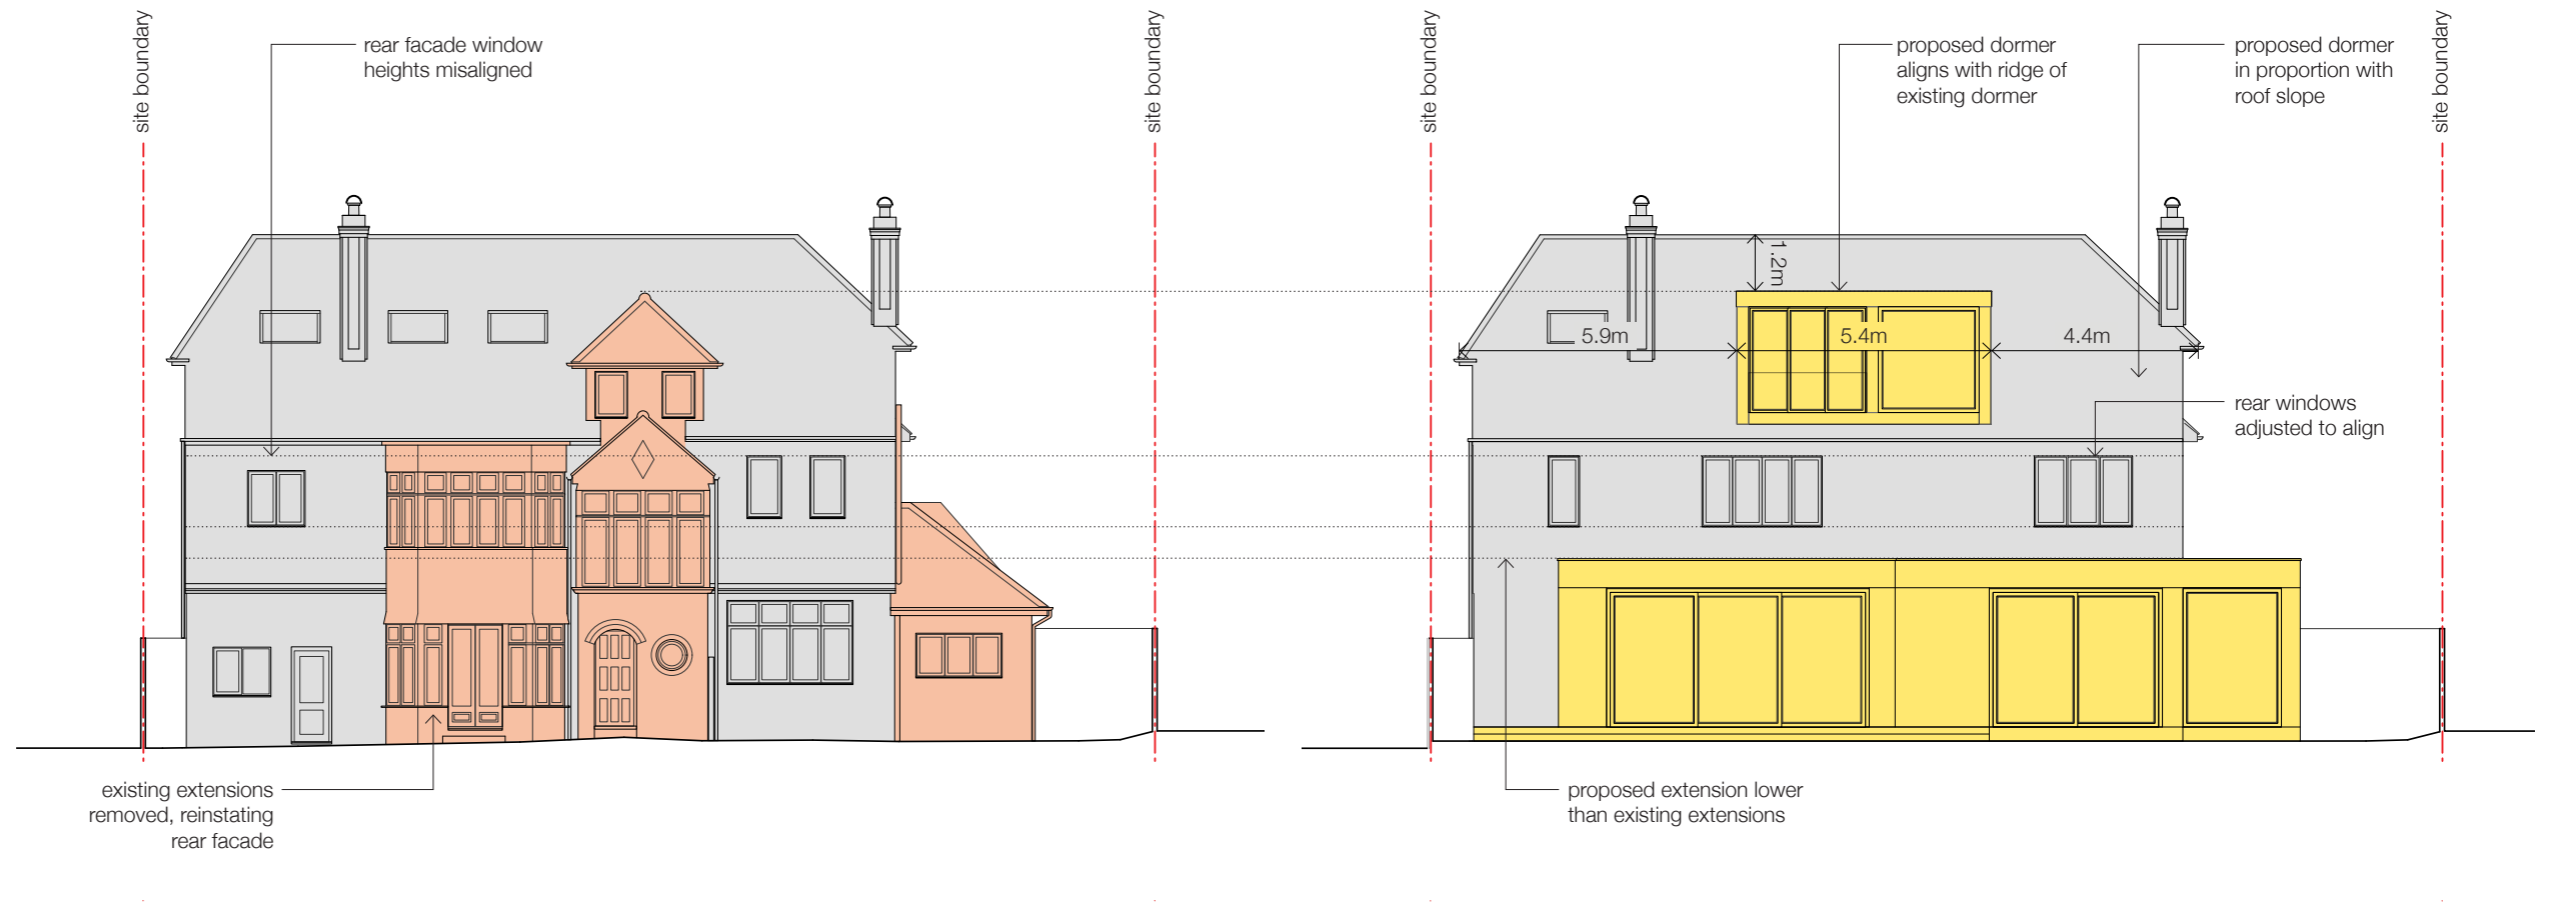 site boundary
rear facade window
heights misaligned
site boundary
existing extensions
removed, reinstating
rear facade
site boundary
proposed dormer
aligns with ridge of
existing dormer
proposed dormer
in proportion with
roof slope
site boundary
1.2m
5.9m
5.4m
4.4m
rear windows
adjusted to align
proposed extension lower
than existing extensions